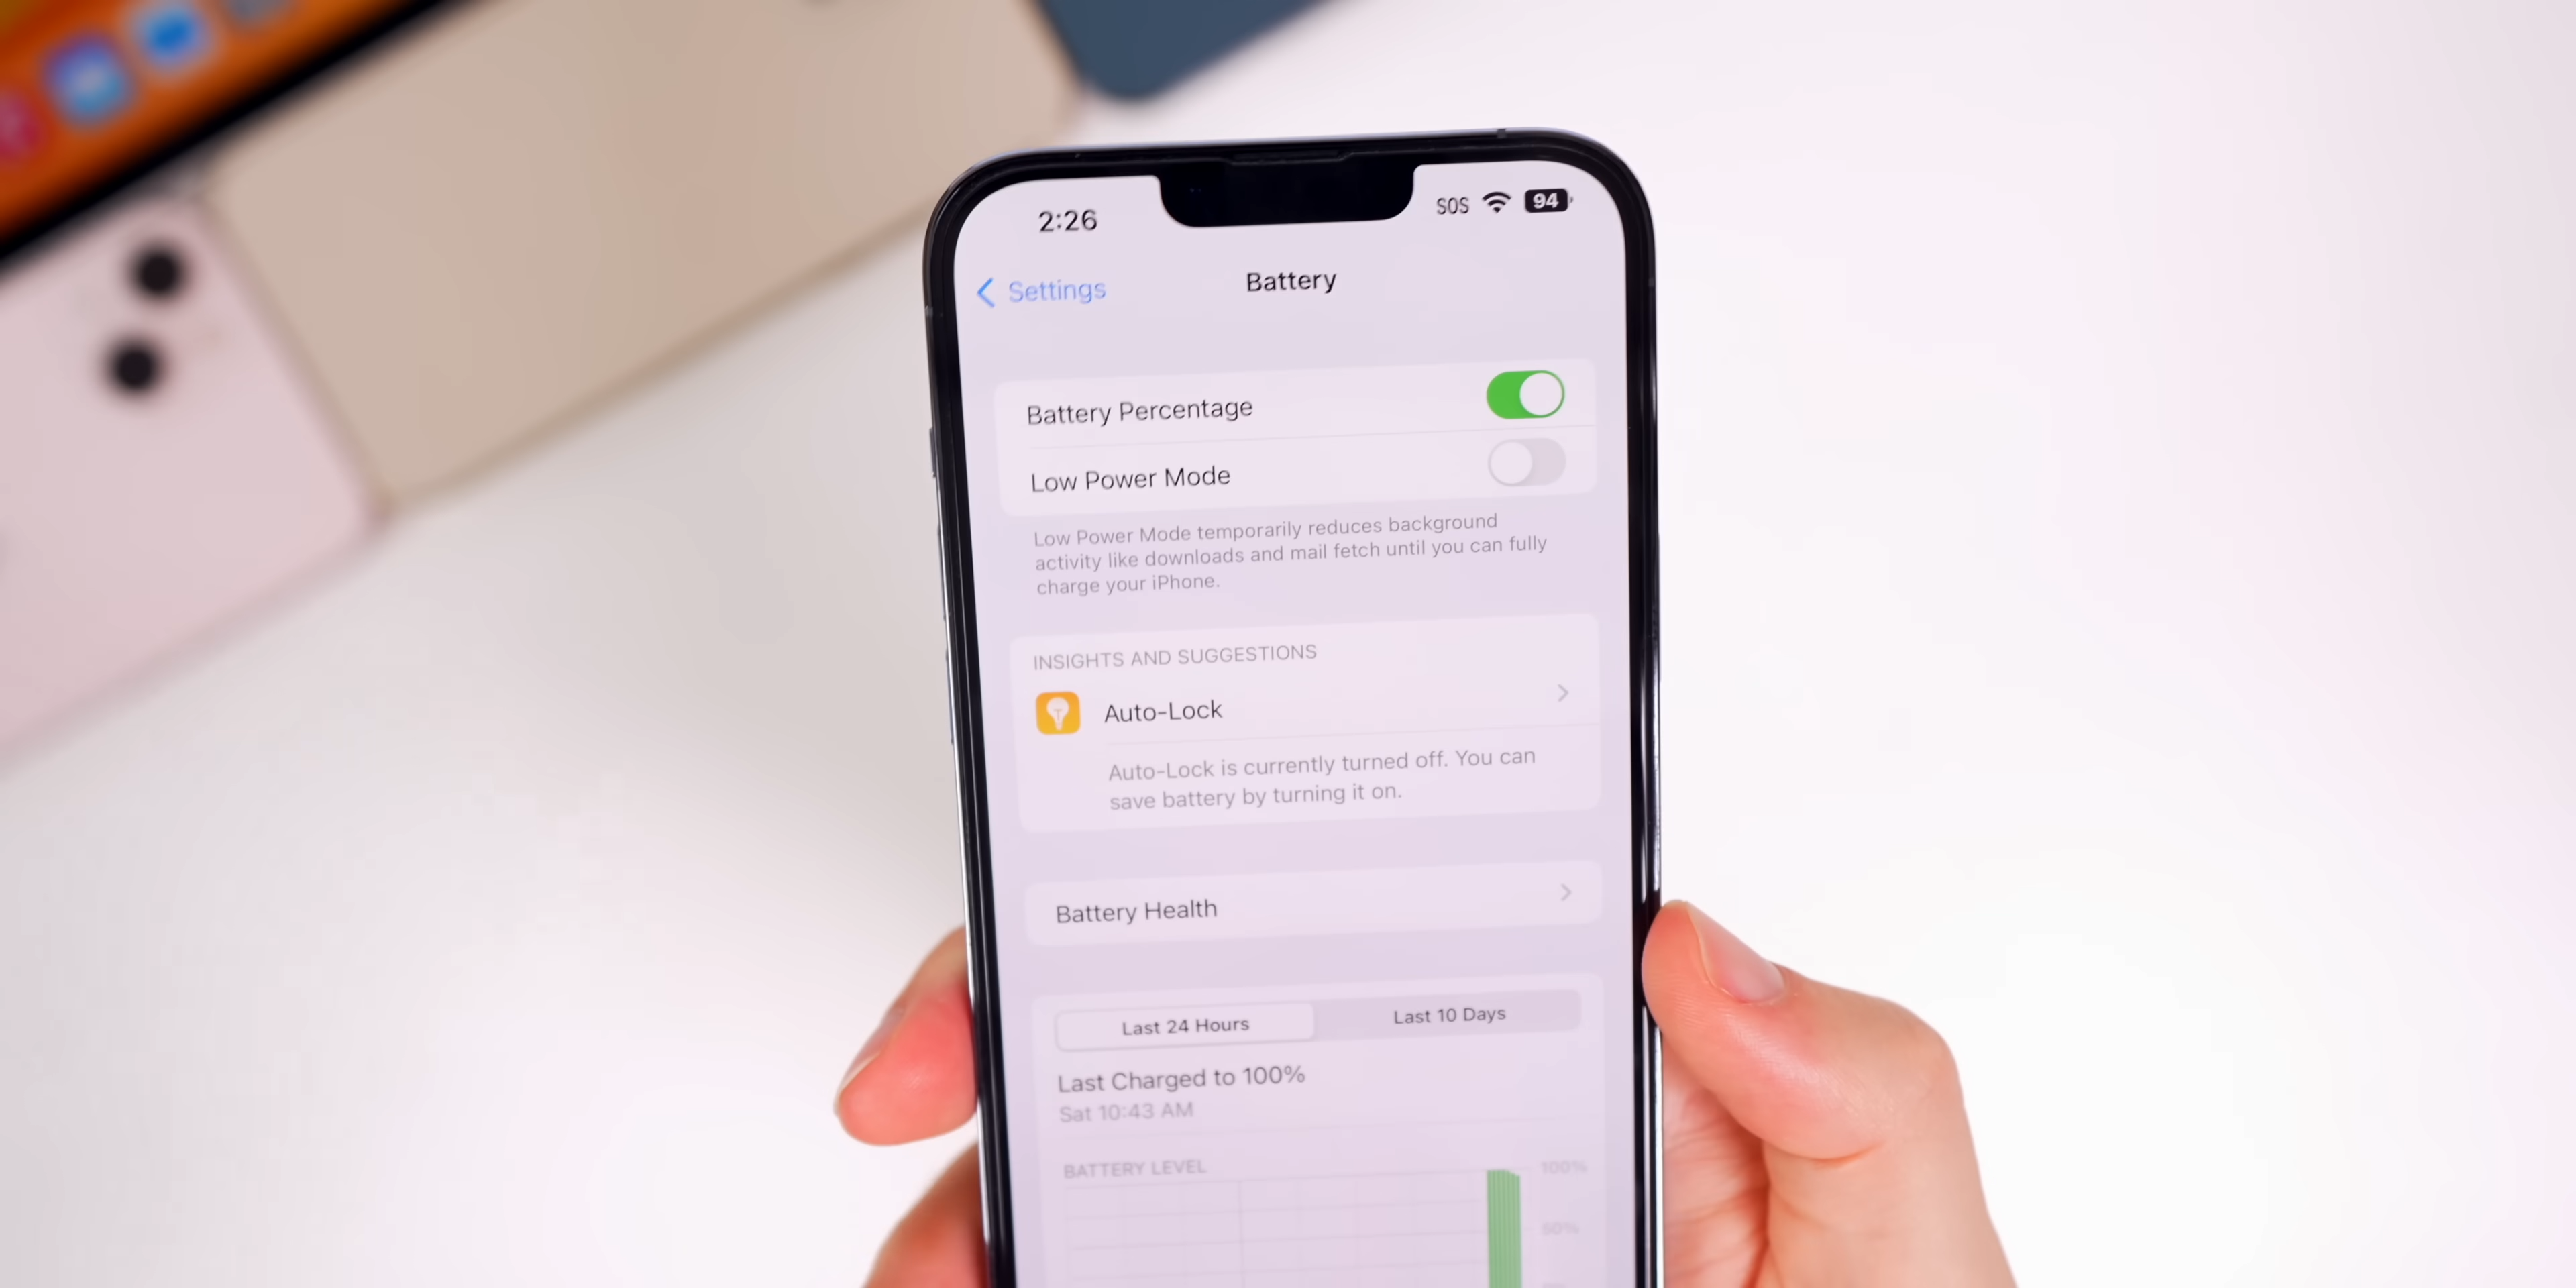 2:26
SOS
94
Settings
Battery
Battery Percentage
Low Power Mode
Low Power Mode temporarily reduces background
activity like downloads and mail fetch until you can fully
charge your iPhone.
INSIGHTS AND SUGGESTIONS
Auto-Lock
Auto-Lock is currently turned off. You can
save battery by turning it on.
Battery Health
Last 24 Hours
Last 10 Days
Last Charged to 100%
Sat 10:43 AM
BATTERY LEVEL
100%